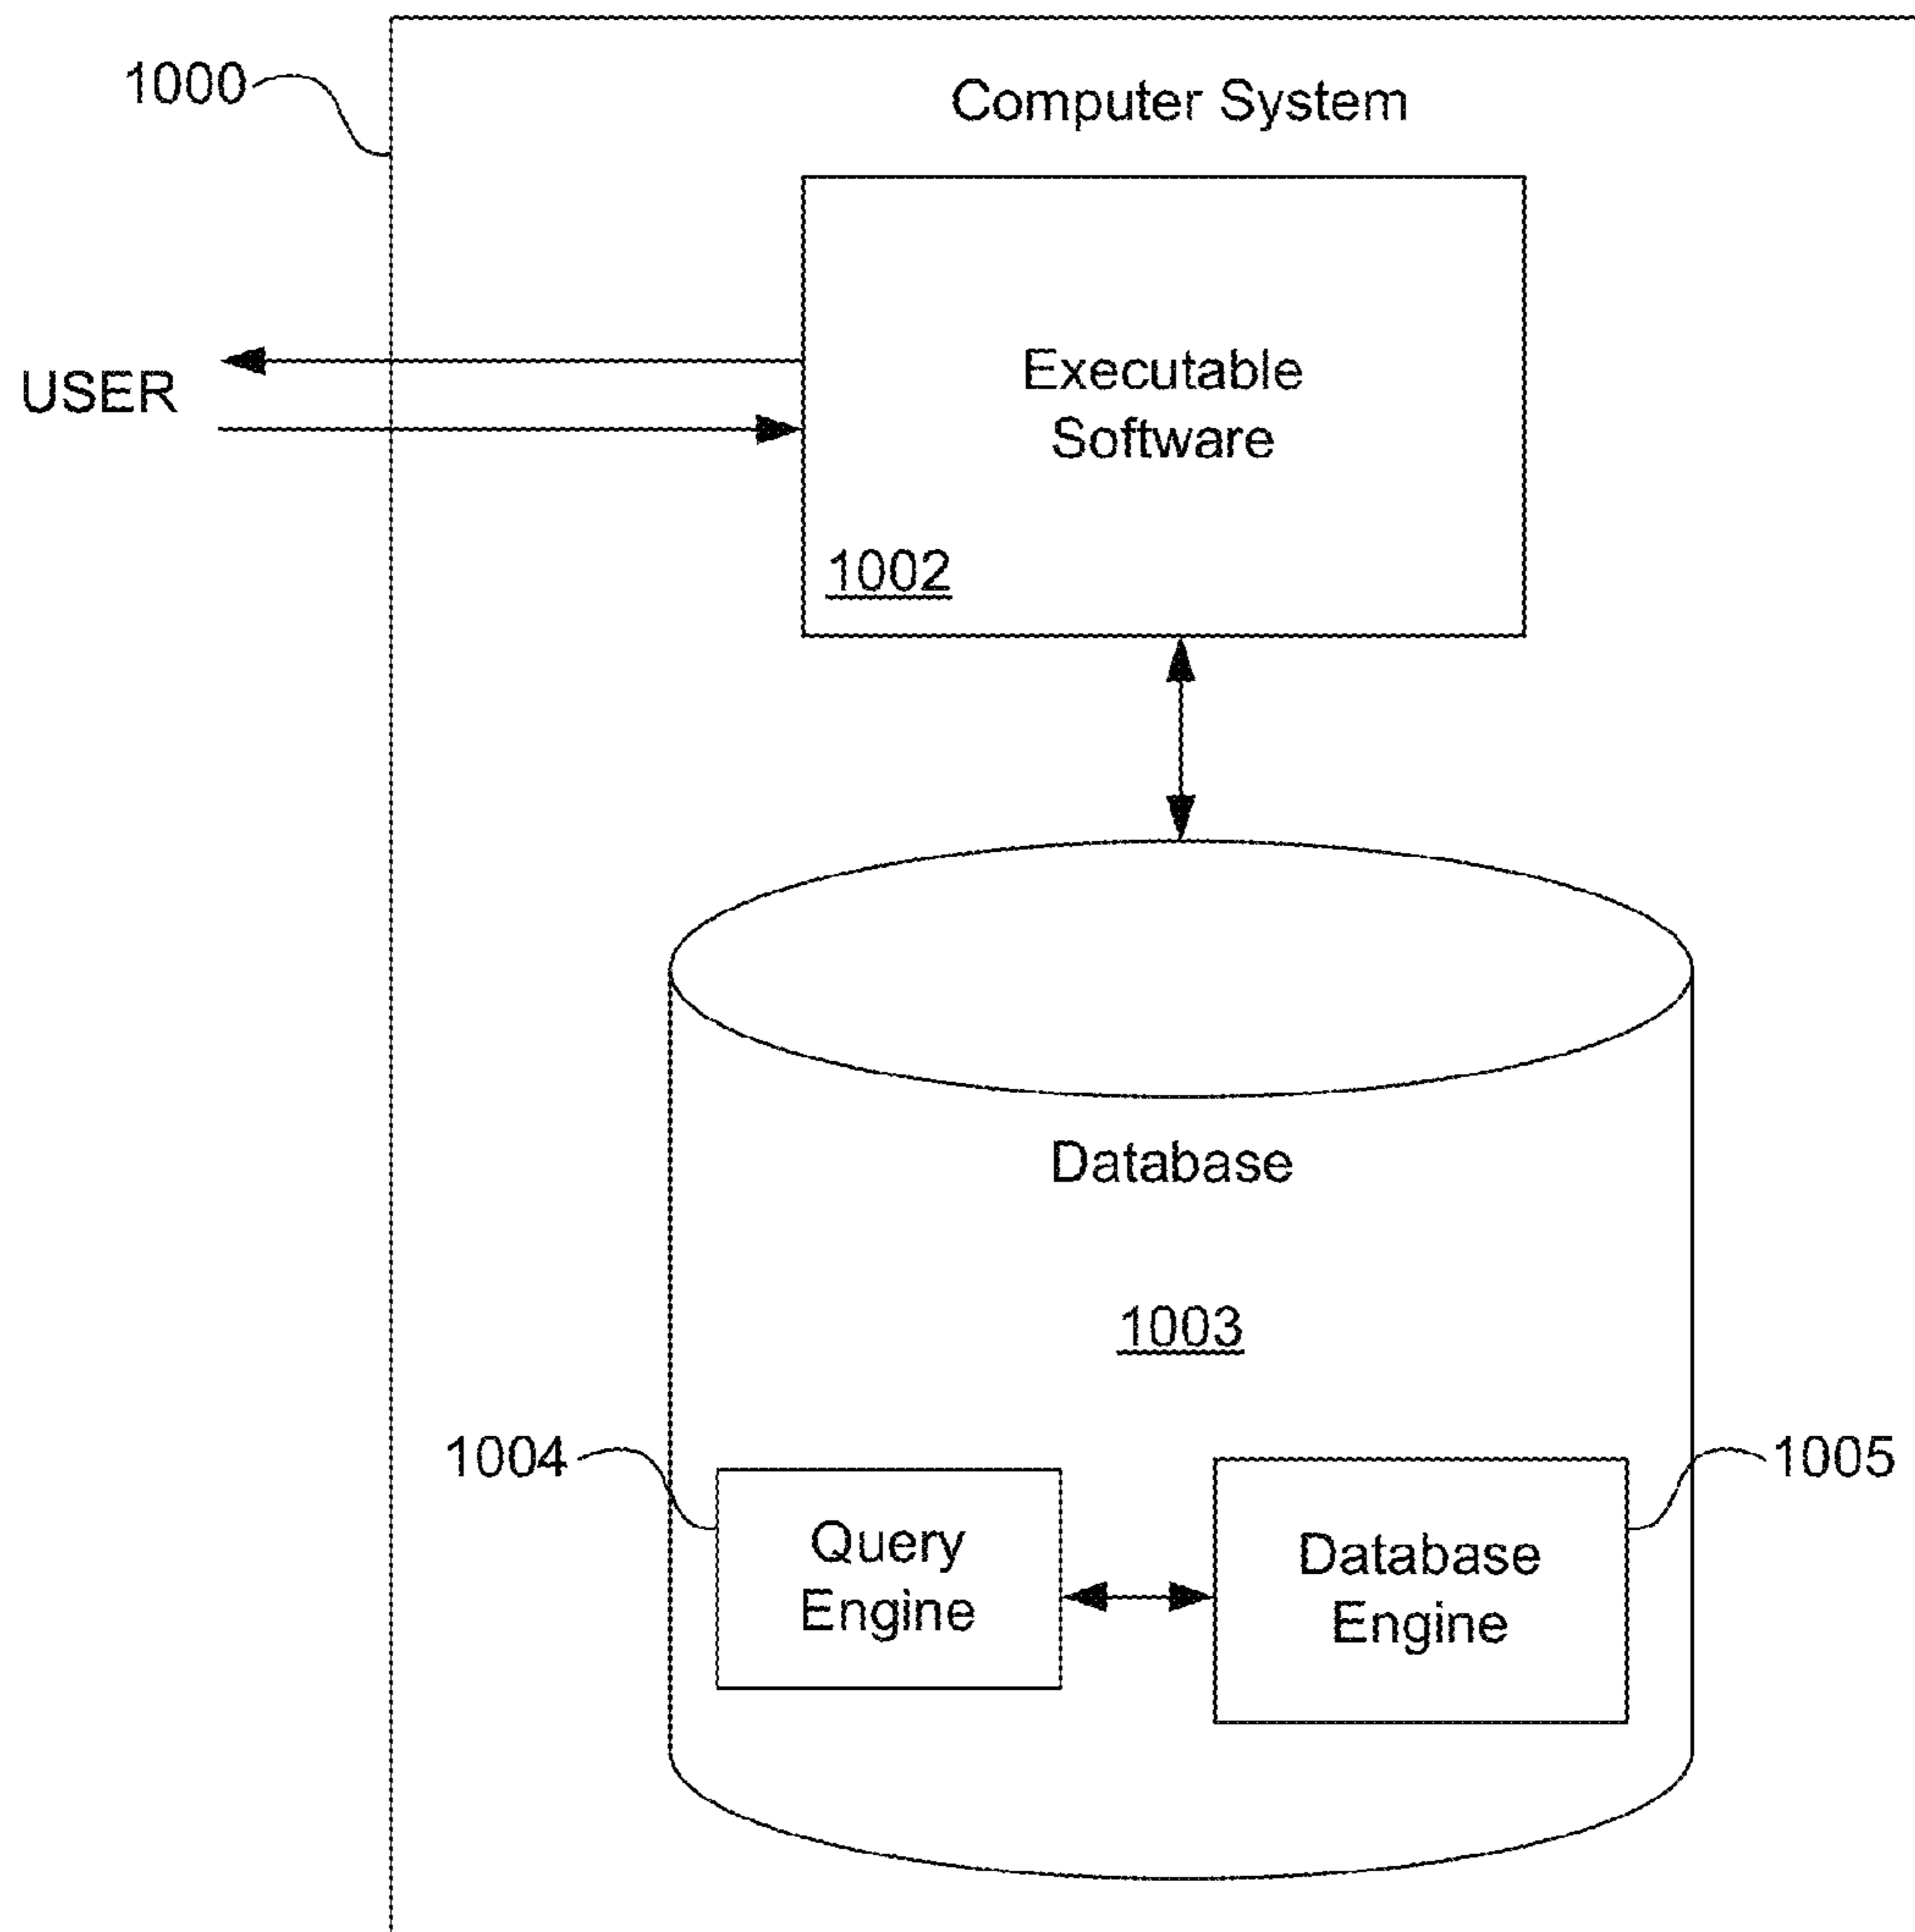 1000
Computer System
USER
Executable
Software
1002
Database
1003
1004
Query
Engine
Database
Engine
1005